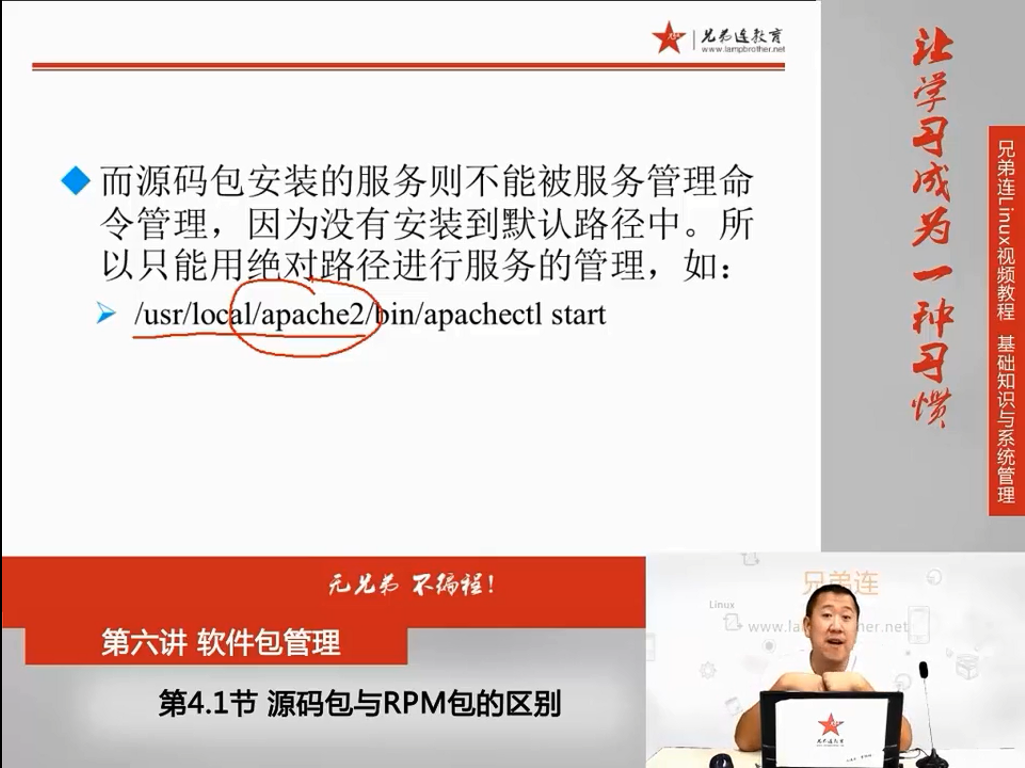 兄弟连教育
www.lampbrother.net
而源码包安装的服务则不能被服务管理命
令管理，因为没有安装到默认路径中。所
以只能用绝对路径进行服务的管理，如：
/usr/local/apache2/bin/apachectl start
让学习成为一种习惯
兄弟连Linux视频教程 基础知识与系统管理
无兄弟 不编程！
第六讲 软件包管理
第4.1节 源码包与RPM包的区别
兄弟连
Linux
兄弟连教育